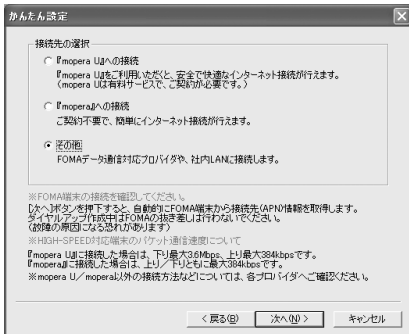 かんたん設定
接続先の選択
『mopera U』への接続
『mopera U』をご利用いただくと、安全で快適なインターネット接続が行えます。
（mopera Uは有料サービスで、ご契約が必要です。）
『mopera』への接続
ご契約不要で、簡単にインターネット接続が行えます。
その他
FOMAデータ通信対応プロバイダや、社内LANに接続します。
※FOMA端末の接続を確認してください。
[次へ]ボタンを押下すると、自動的にFOMA端末から接続先(APN)情報を取得します。
ダイヤルアップ作成中はFOMAの抜き差しは行わないでください。
(故障の原因になる恐れがあります)
※HIGH-SPEED対応端末のパケット通信速度について
『mopera U』に接続した場合は、下り最大3.6Mbps、上り最大384kbpsです。
『mopera』に接続した場合は、上り／下りともに最大384kbpsです。
※mopera U／mopera以外の接続方法などについては、各プロバイダへご確認ください。
< 戻る(B)
次へ(N) >
キャンセル